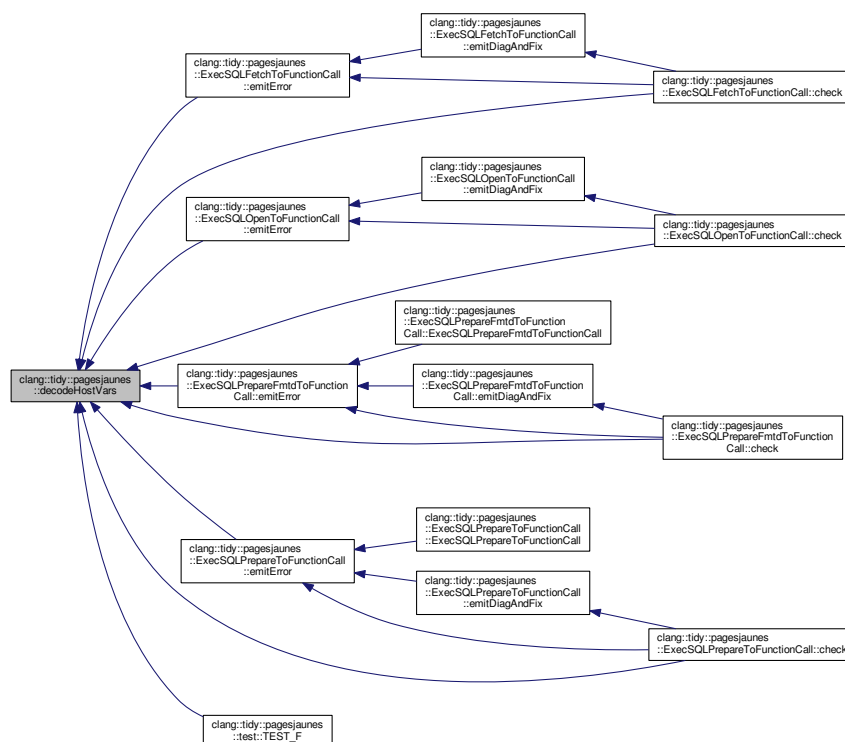 clang::tidy::pagesjaunes
::ExecSQLFetchToFunctionCall
::emitDiagAndFix
clang::tidy::pagesjaunes
::ExecSQLFetchToFunctionCall
::emitError
clang::tidy::pagesjaunes
::ExecSQLFetchToFunctionCall::check
clang::tidy::pagesjaunes
::ExecSQLOpenToFunctionCall
::emitDiagAndFix
clang::tidy::pagesjaunes
::ExecSQLOpenToFunctionCall
::emitError
clang::tidy::pagesjaunes
::ExecSQLOpenToFunctionCall::check
clang::tidy::pagesjaunes
::ExecSQLPrepareFmtdToFunction
Call::ExecSQLPrepareFmtdToFunctionCall
clang::tidy::pagesjaunes
::decodeHostVars
clang::tidy::pagesjaunes
::ExecSQLPrepareFmtdToFunction
Call::emitError
clang::tidy::pagesjaunes
::ExecSQLPrepareFmtdToFunction
Call::emitDiagAndFix
clang::tidy::pagesjaunes
::ExecSQLPrepareFmtdToFunction
Call::check
clang::tidy::pagesjaunes
::ExecSQLPrepareToFunctionCall
::ExecSQLPrepareToFunctionCall
clang::tidy::pagesjaunes
::ExecSQLPrepareToFunctionCall
::emitError
clang::tidy::pagesjaunes
::ExecSQLPrepareToFunctionCall
::emitDiagAndFix
clang::tidy::pagesjaunes
::ExecSQLPrepareToFunctionCall::check
clang::tidy::pagesjaunes
::test::TEST_F